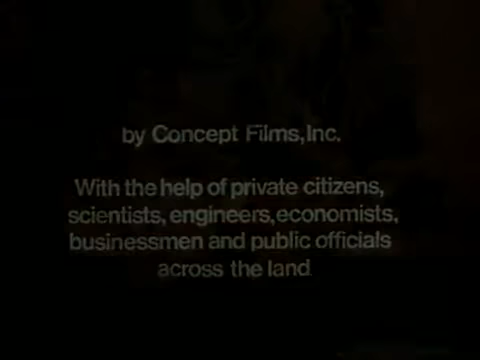 by Concept Films,Inc.
With the help of private citizens,
scientists, engineers,economists,
businessmen and public officials
across the land